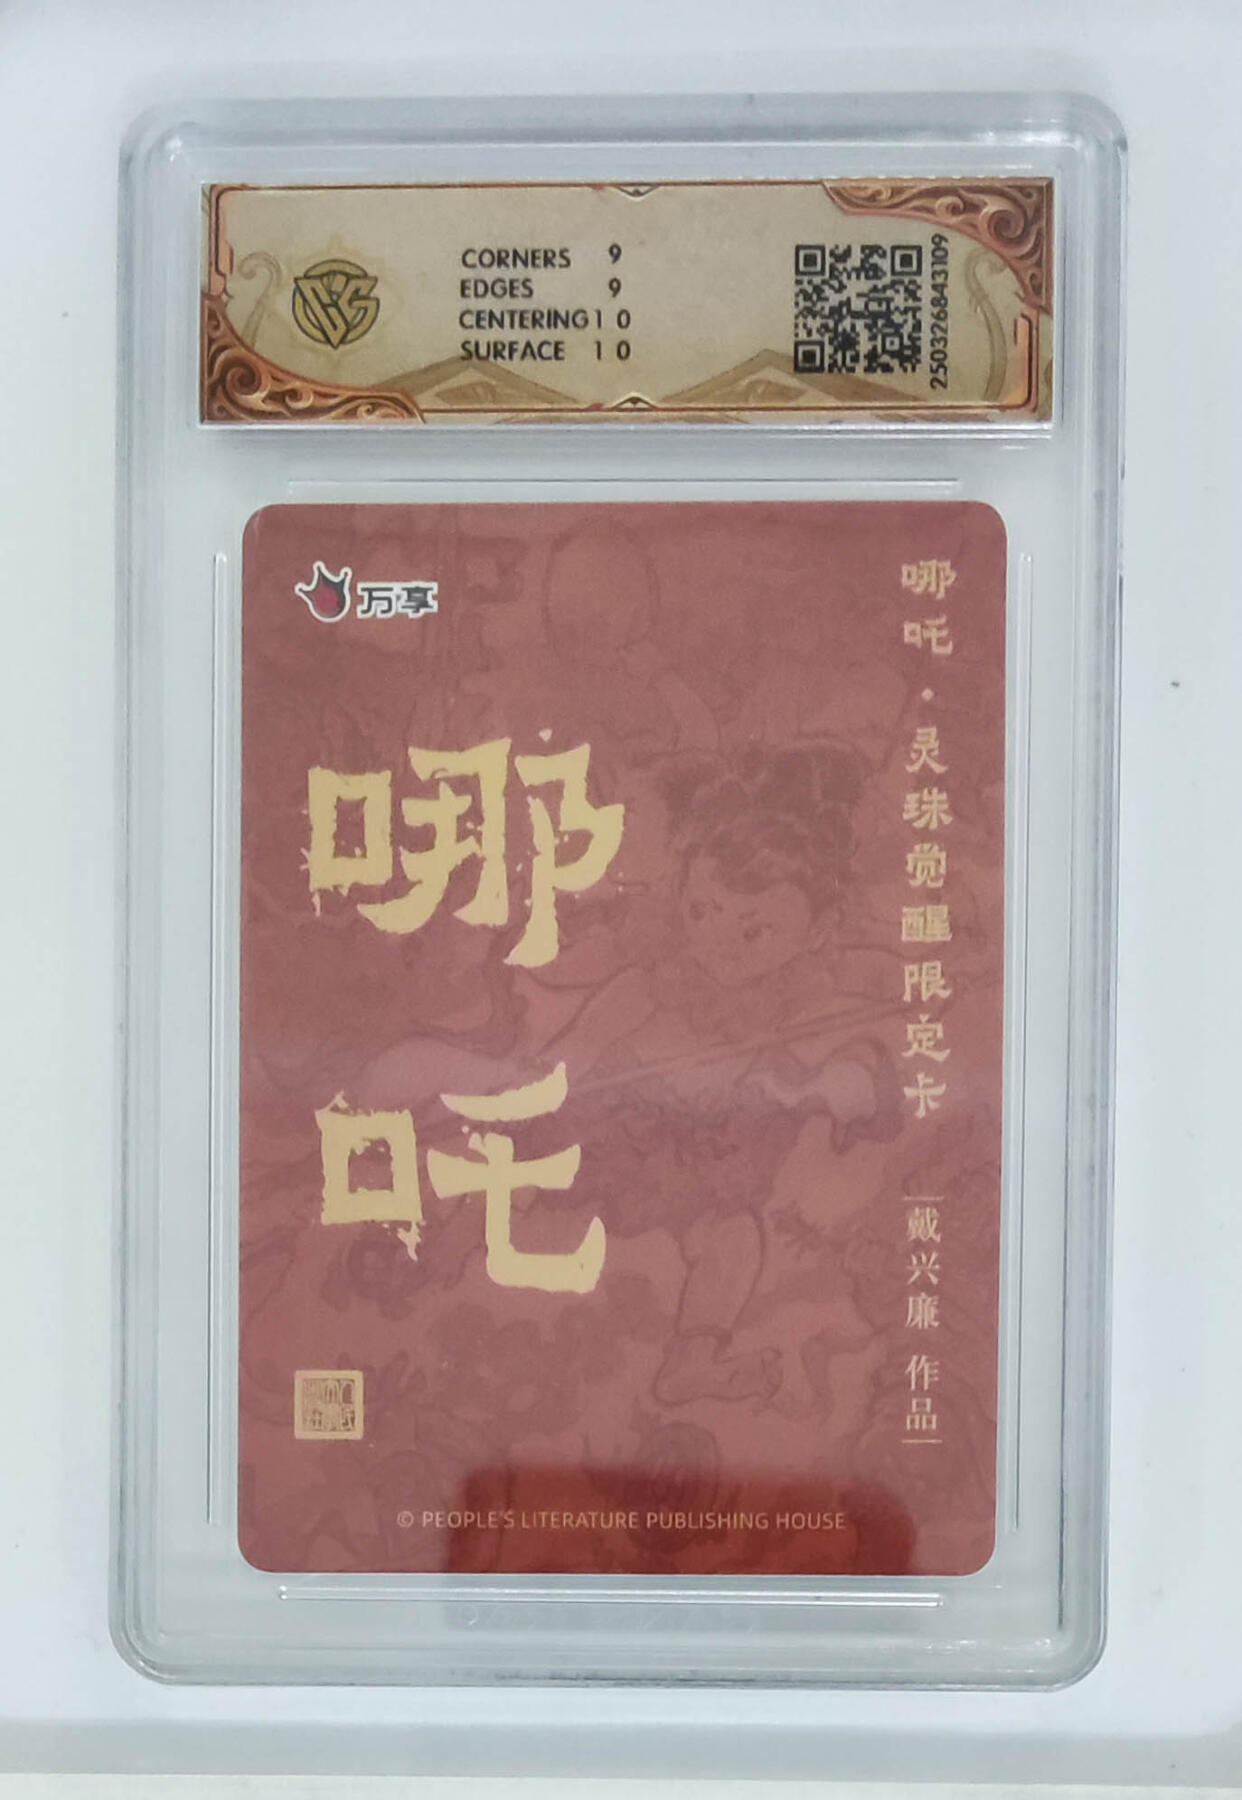 CORNERS 9
EDGES 9
CENTERING 10
SURFACE 10
250326843109
万享
哪吒·灵珠觉醒限定卡
戴兴廉 作品
哪吒
© PEOPLE'S LITERATURE PUBLISHING HOUSE